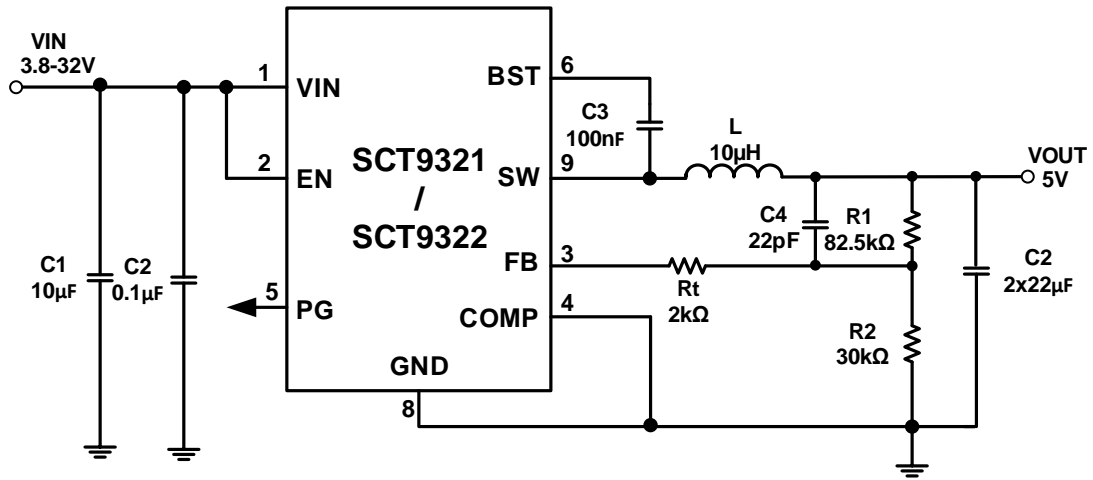 VIN
3.8-32V
1
VIN
2
EN
5
PG
SCT9321
/
SCT9322
BST
6
SW
9
FB
3
COMP
4
GND
8
C1
10µF
C2
0.1µF
C3
100nF
L
10µH
VOUT
5V
C4
22pF
R1
82.5kΩ
Rt
2kΩ
R2
30kΩ
C2
2x22µF